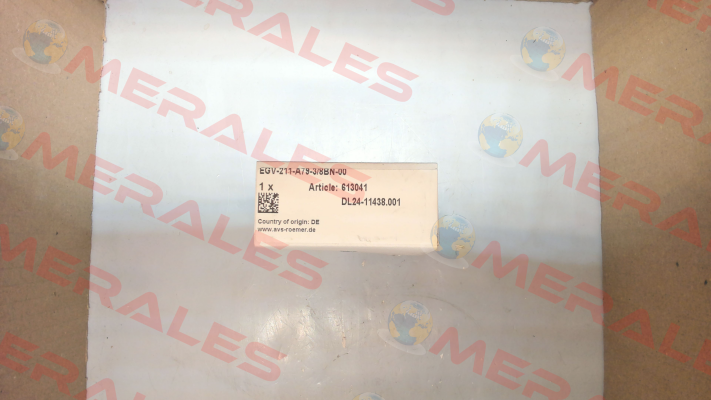 EGV-211-A79-3/8BN-00
1 x Article: 613041
DL24-11438.001
Country of origin: DE
www.avs-roemer.de
MERALES
MERALES
MERALES
MERALES
MERALES